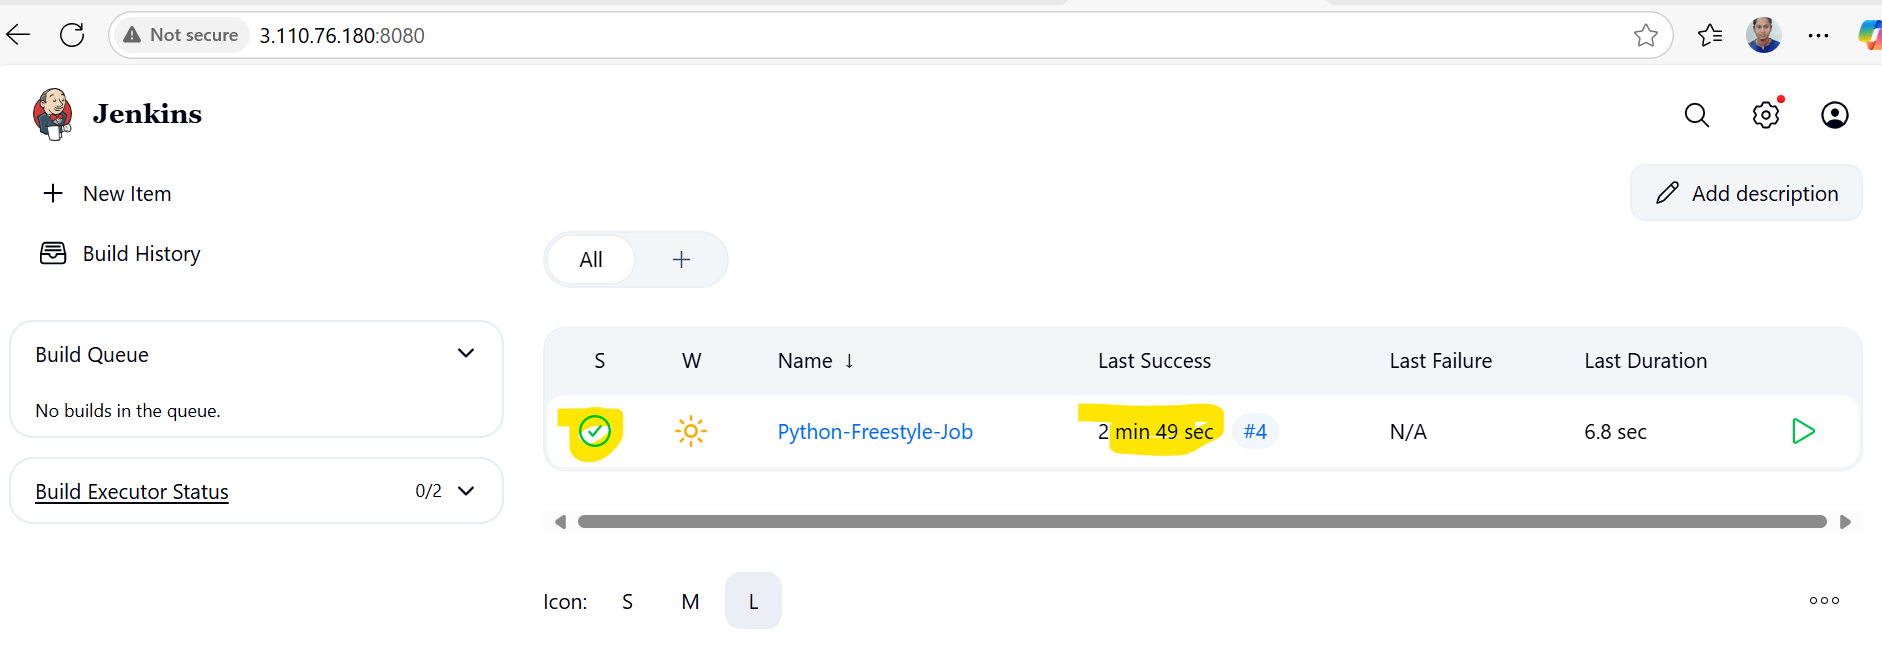 Not secure 3.110.76.180:8080
Jenkins
New Item
Add description
Build History
All
Build Queue
No builds in the queue.
Build Executor Status 0/2
S W Name ↓ Last Success Last Failure Last Duration
Python-Freestyle-Job 2 min 49 sec #4 N/A 6.8 sec
Icon: S M L